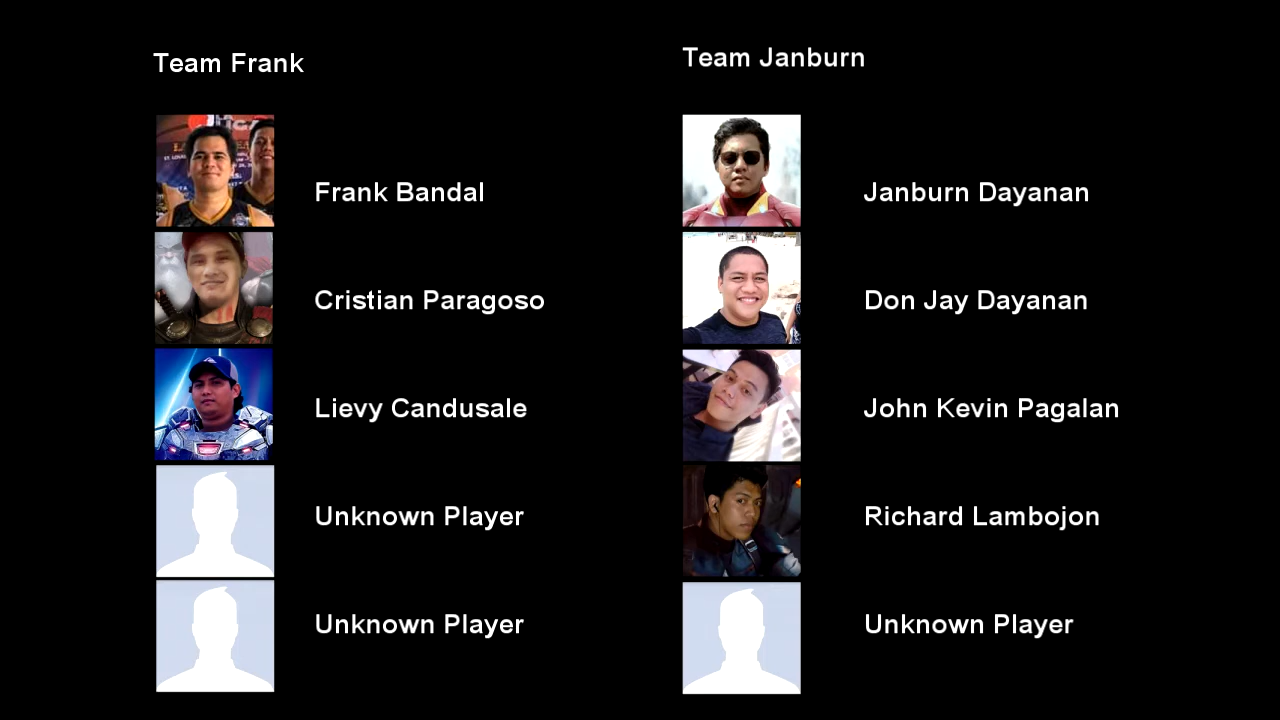 Team Frank
Frank Bandal
Cristian Paragoso
Lievy Candusale
Unknown Player
Unknown Player
Team Janburn
Janburn Dayanan
Don Jay Dayanan
John Kevin Pagalan
Richard Lambojon
Unknown Player